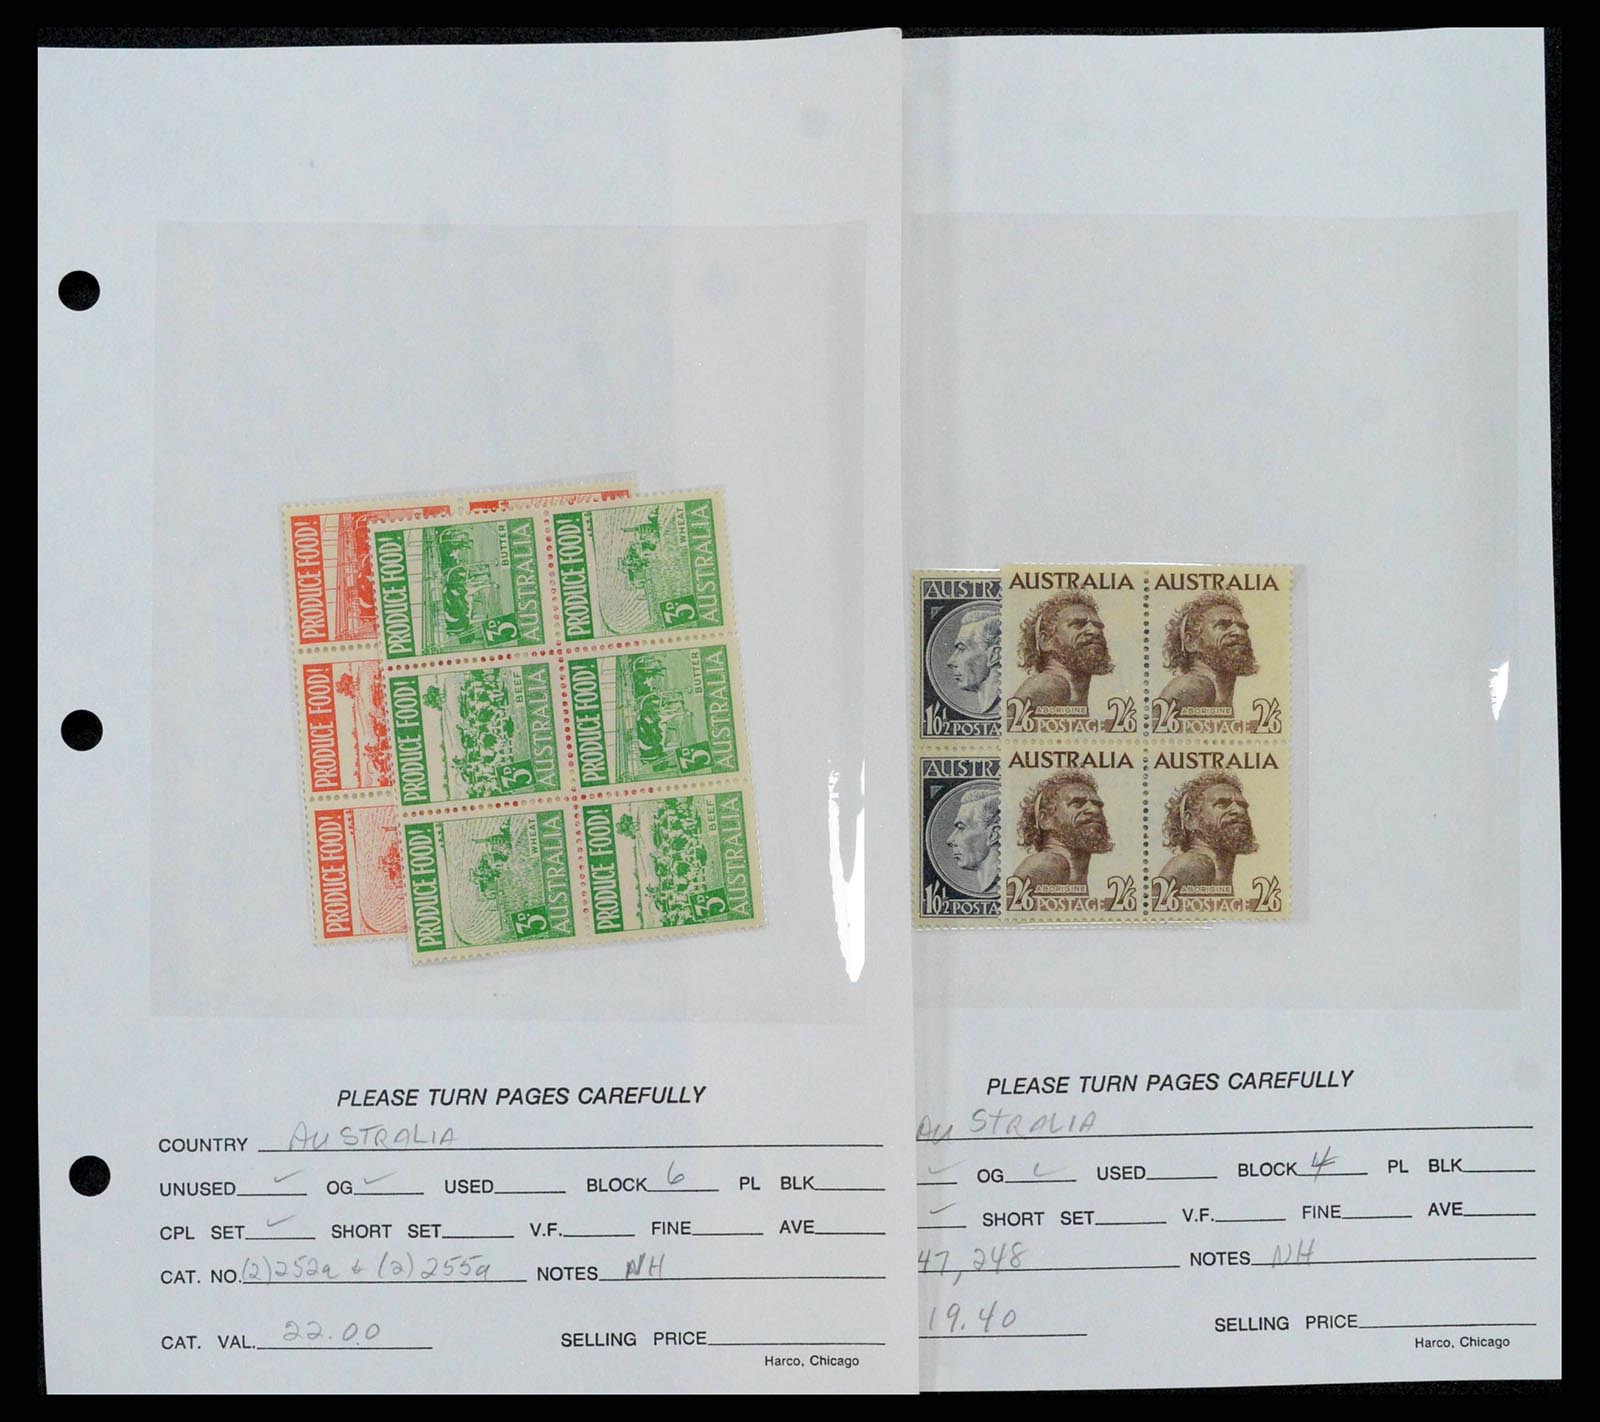 PRODUCE FOOD!
PRODUCE FOOD!
PRODUCE FOOD!
PRODUCE FOOD! BUTTER 3D AUSTRALIA
WHEAT 3D AUSTRALIA
PRODUCE FOOD! BEEF 3D AUSTRALIA
PRODUCE FOOD! BUTTER 3D AUSTRALIA
PRODUCE FOOD! WHEAT 3D AUSTRALIA
PRODUCE FOOD! BEEF 3D AUSTRALIA
PLEASE TURN PAGES CAREFULLY
COUNTRY AUSTRALIA
UNUSED ✓ OG ✓ USED BLOCK 6 PL BLK
CPL SET ✓ SHORT SET V.F. FINE AVE
CAT. NO. (2) 252a & (2) 255a NOTES NH
CAT. VAL. 22.00 SELLING PRICE
Harco, Chicago
AUSTRA AUSTRALIA AUSTRALIA
ABORIGINE ABORIGINE
1'0½ POSTA 2/6 POSTAGE 2/6 2/6 POSTAGE 2/6
AUSTRA AUSTRALIA AUSTRALIA
ABORIGINE ABORIGINE
1'0½ POSTA 2/6 POSTAGE 2/6 2/6 POSTAGE 2/6
PLEASE TURN PAGES CAREFULLY
AUSTRALIA
✓ OG ✓ USED BLOCK 4 PL BLK
✓ SHORT SET V.F. FINE AVE
47, 248 NOTES NH
19.40 SELLING PRICE
Harco, Chicago